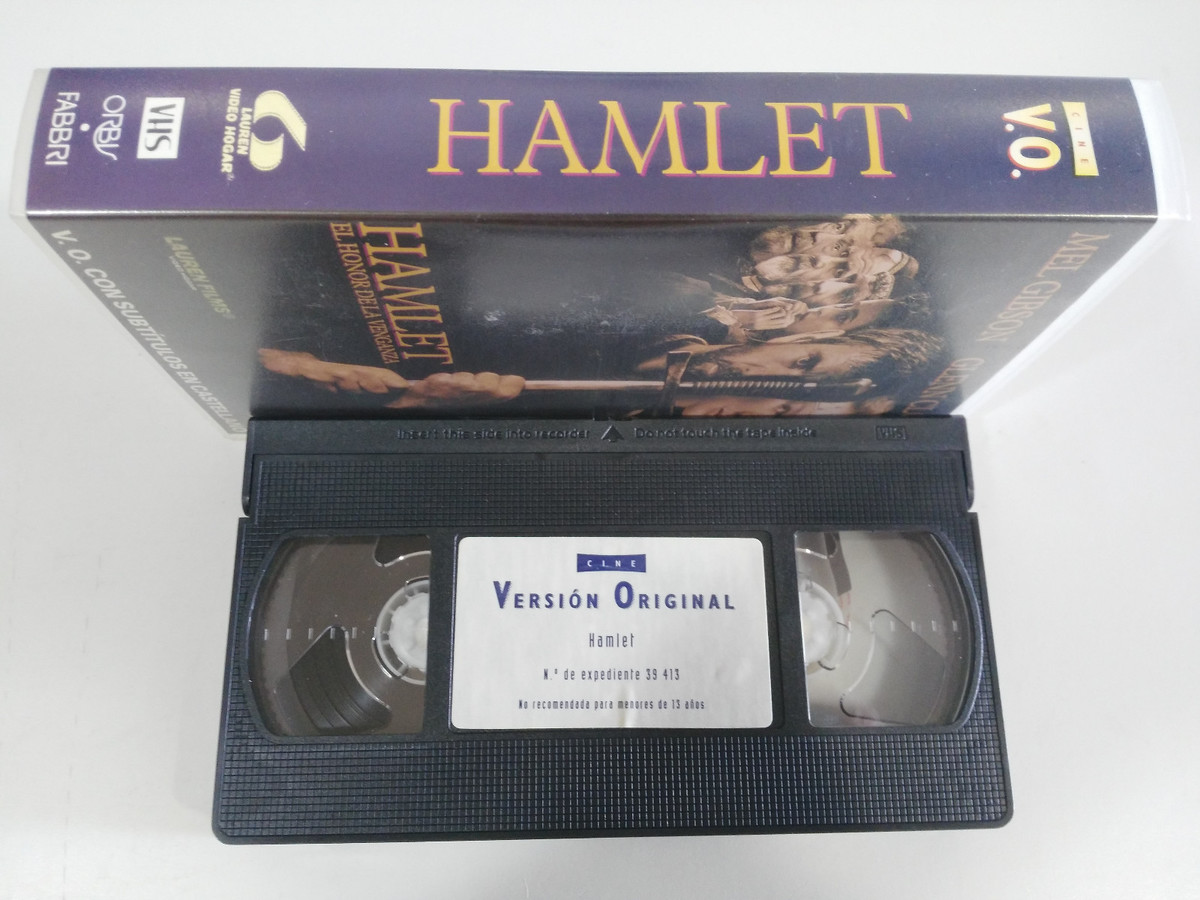 HAMLET
CINE
V.O.
LAUREN
VIDEO HOGAR
VHS
ORBIS
FABBRI
MEL GIBSON
HAMLET
EL HONOR DE LA VENGANZA
LAUREN FILMS
V. O. CON SUBTÍTULOS EN CASTELLANO
Insert this side into recorder Do not touch the tape inside VHS
CINE
VERSIÓN ORIGINAL
Hamlet
N.º de expediente 39 413
No recomendada para menores de 13 años